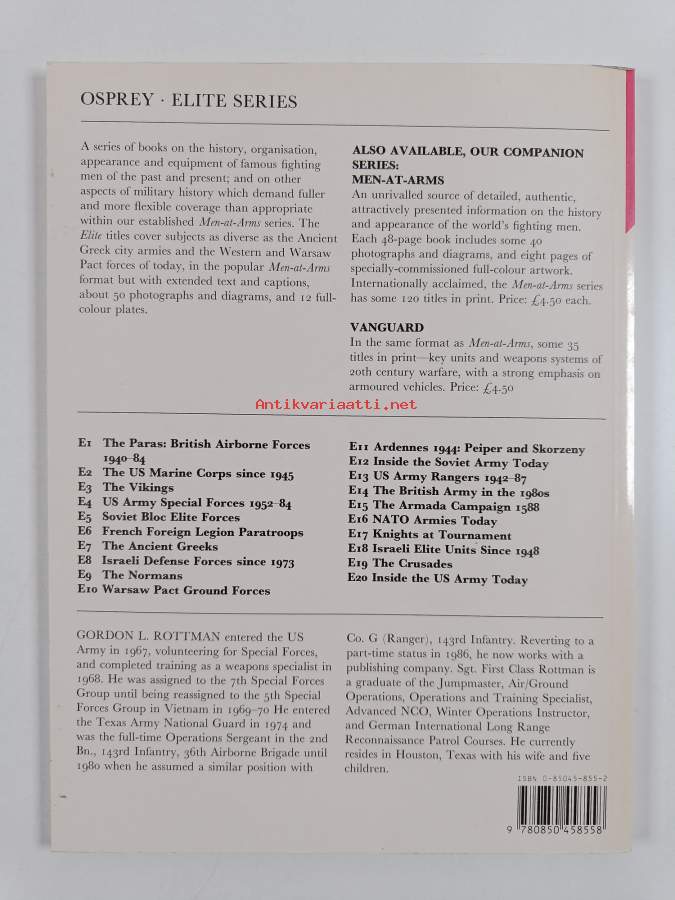 OSPREY · ELITE SERIES
A series of books on the history, organisation,
appearance and equipment of famous fighting
men of the past and present; and on other
aspects of military history which demand fuller
and more flexible coverage than appropriate
within our established Men-at-Arms series. The
Elite titles cover subjects as diverse as the Ancient
Greek city armies and the Western and Warsaw
Pact forces of today, in the popular Men-at-Arms
format but with extended text and captions,
about 50 photographs and diagrams, and 12 full-
colour plates.
ALSO AVAILABLE, OUR COMPANION
SERIES:
MEN-AT-ARMS
An unrivalled source of detailed, authentic,
attractively presented information on the history
and appearance of the world's fighting men.
Each 48-page book includes some 40
photographs and diagrams, and eight pages of
specially-commissioned full-colour artwork.
Internationally acclaimed, the Men-at-Arms series
has some 120 titles in print. Price: £4.50 each.
VANGUARD
In the same format as Men-at-Arms, some 35
titles in print—key units and weapons systems of
20th century warfare, with a strong emphasis on
armoured vehicles. Price: £4.50
Antikvariaatti.net
E1 The Paras: British Airborne Forces
1940–84
E2 The US Marine Corps since 1945
E3 The Vikings
E4 US Army Special Forces 1952–84
E5 Soviet Bloc Elite Forces
E6 French Foreign Legion Paratroops
E7 The Ancient Greeks
E8 Israeli Defense Forces since 1973
E9 The Normans
E10 Warsaw Pact Ground Forces
E11 Ardennes 1944: Peiper and Skorzeny
E12 Inside the Soviet Army Today
E13 US Army Rangers 1942–87
E14 The British Army in the 1980s
E15 The Armada Campaign 1588
E16 NATO Armies Today
E17 Knights at Tournament
E18 Israeli Elite Units Since 1948
E19 The Crusades
E20 Inside the US Army Today
GORDON L. ROTTMAN entered the US
Army in 1967, volunteering for Special Forces,
and completed training as a weapons specialist in
1968. He was assigned to the 7th Special Forces
Group until being reassigned to the 5th Special
Forces Group in Vietnam in 1969–70 He entered
the Texas Army National Guard in 1974 and
was the full-time Operations Sergeant in the 2nd
Bn., 143rd Infantry, 36th Airborne Brigade until
1980 when he assumed a similar position with
Co. G (Ranger), 143rd Infantry. Reverting to a
part-time status in 1986, he now works with a
publishing company. Sgt. First Class Rottman is
a graduate of the Jumpmaster, Air/Ground
Operations, Operations and Training Specialist,
Advanced NCO, Winter Operations Instructor,
and German International Long Range
Reconnaissance Patrol Courses. He currently
resides in Houston, Texas with his wife and five
children.
ISBN 0-85045-855-2
9 780850 458558